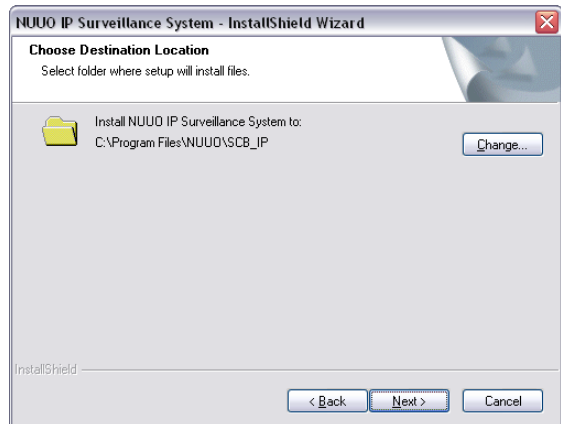 NUUO IP Surveillance System - InstallShield Wizard
Choose Destination Location
Select folder where setup will install files.
Install NUUO IP Surveillance System to:
C:\Program Files\NUUO\SCB_IP
Change...
InstallShield
< Back
Next >
Cancel